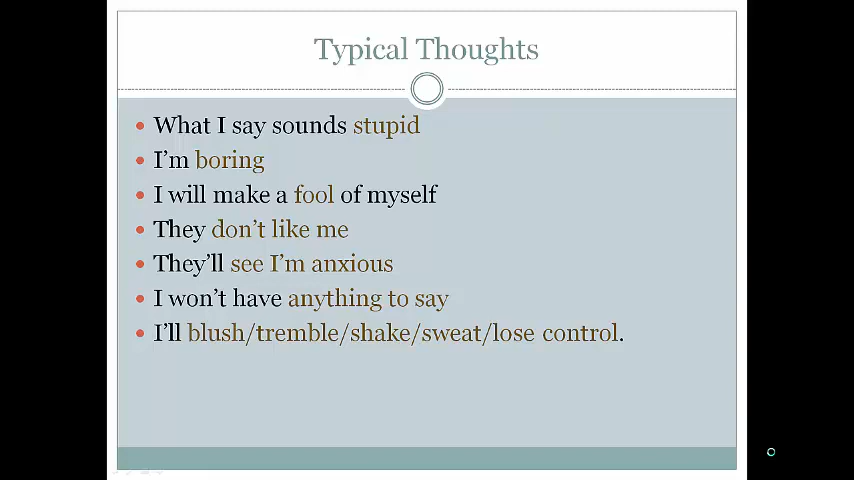 Typical Thoughts
What I say sounds stupid
I'm boring
I will make a fool of myself
They don't like me
They'll see I'm anxious
I won't have anything to say
I'll blush/tremble/shake/sweat/lose control.